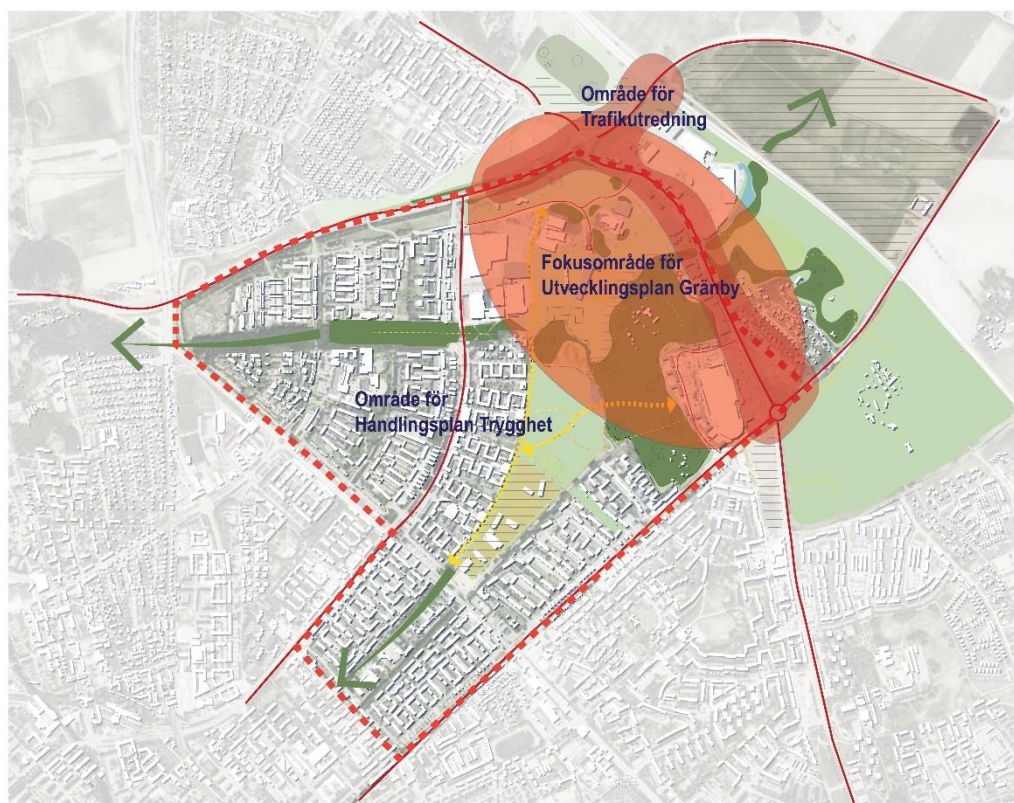 Område för
Trafikutredning
Fokusområde för
Utvecklingsplan Gränby
Område för
Handlingsplan Trygghet